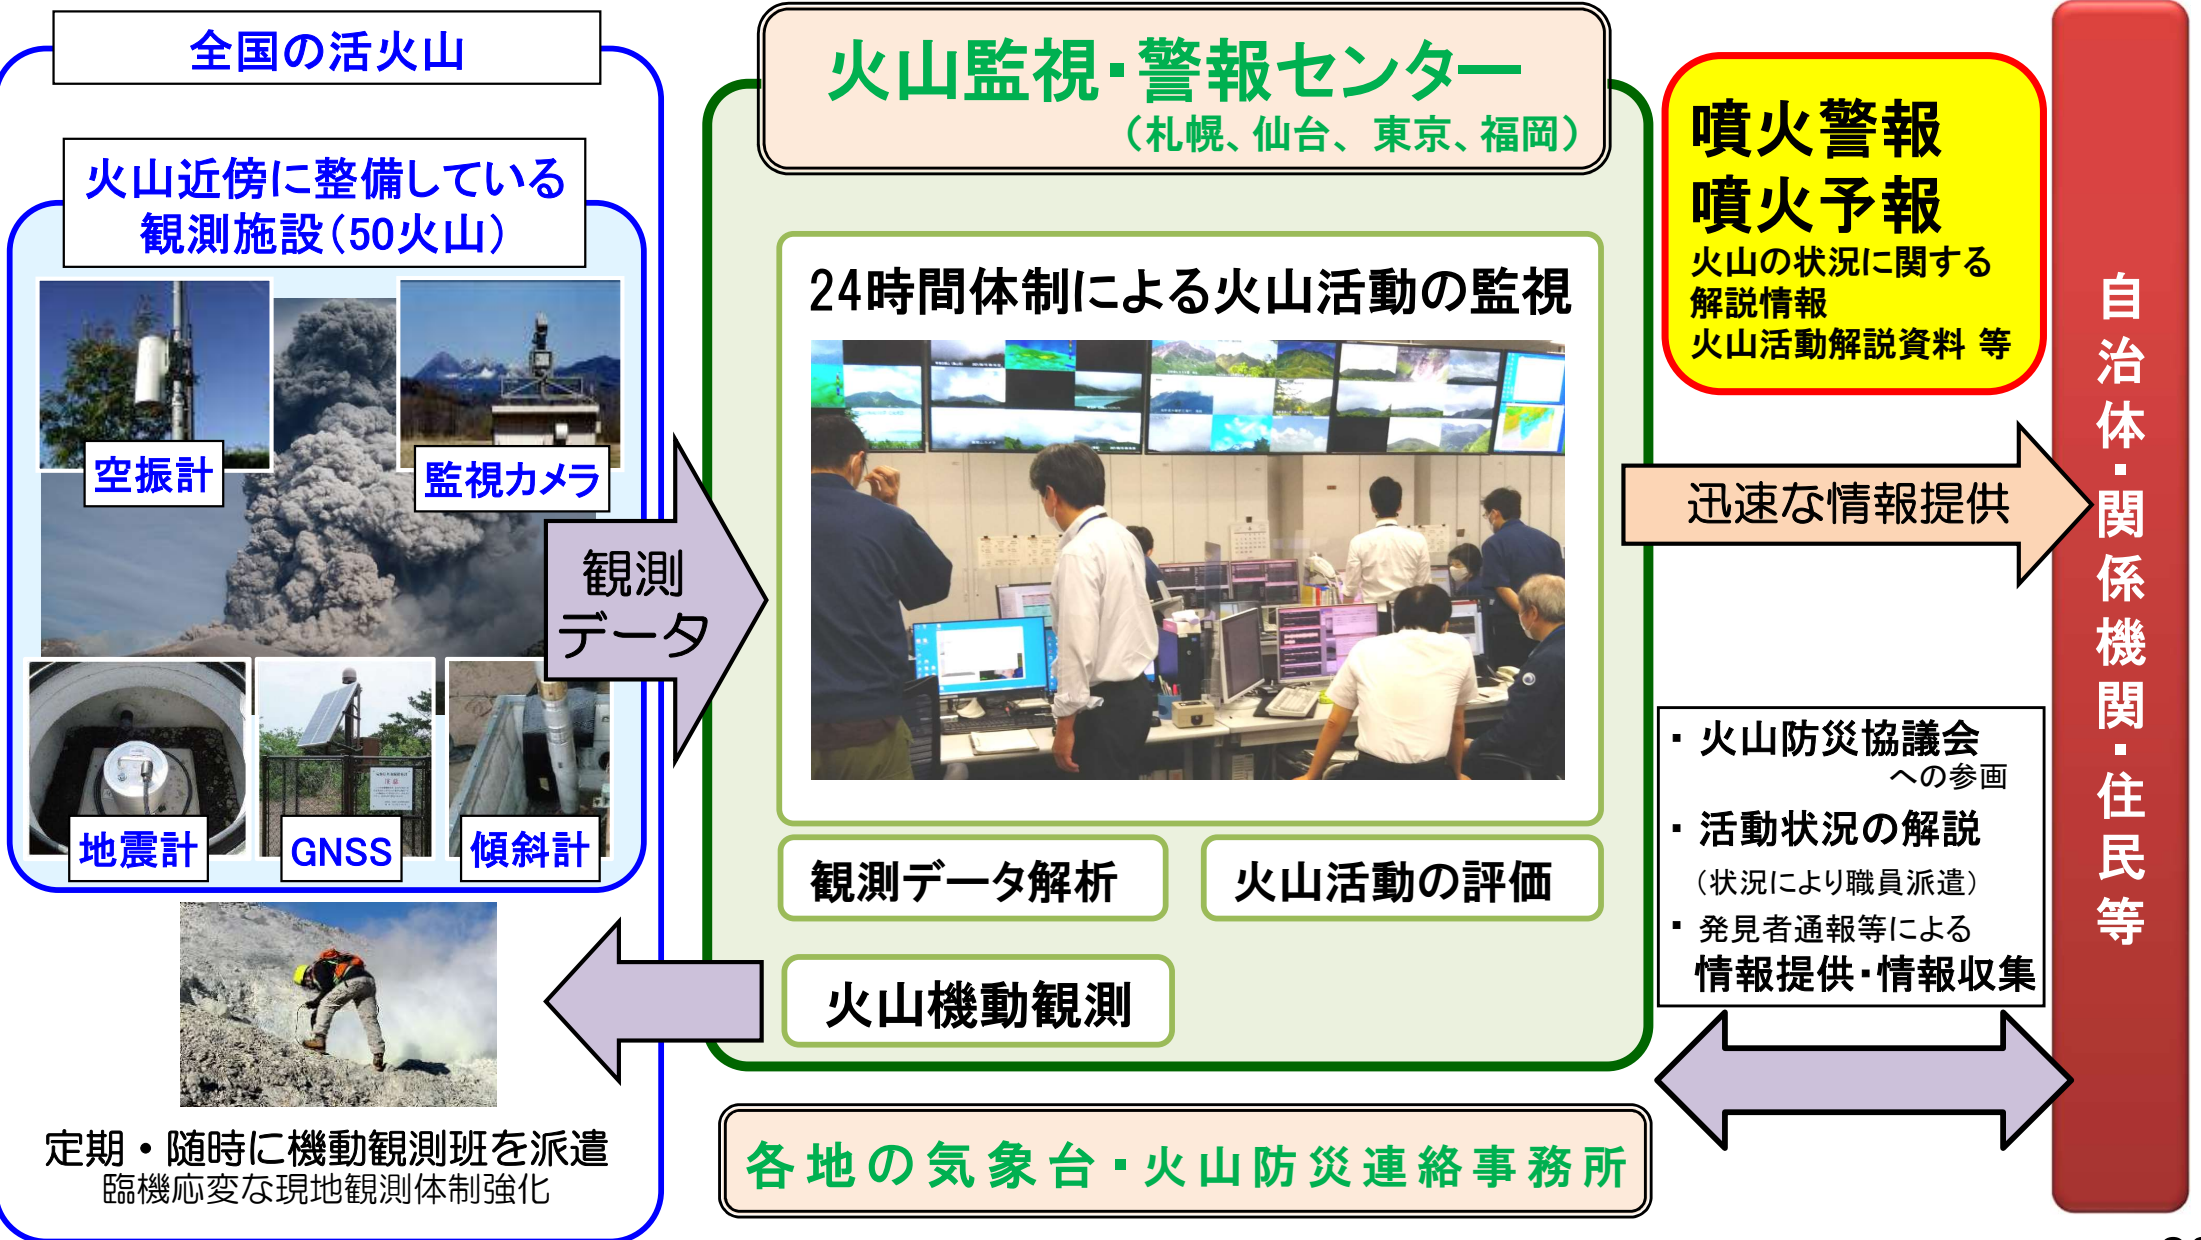 全国の活火山
火山近傍に整備している
観測施設(50火山)
空振計
監視カメラ
地震計
GNSS
傾斜計
観測
データ
定期・随時に機動観測班を派遣
臨機応変な現地観測体制強化
火山監視・警報センター
(札幌、仙台、東京、福岡)
24時間体制による火山活動の監視
観測データ解析
火山活動の評価
火山機動観測
各地の気象台・火山防災連絡事務所
噴火警報
噴火予報
火山の状況に関する
解説情報
火山活動解説資料 等
迅速な情報提供
・火山防災協議会
への参画
・活動状況の解説
(状況により職員派遣)
・発見者通報等による
情報提供・情報収集
自治体・関係機関・住民等